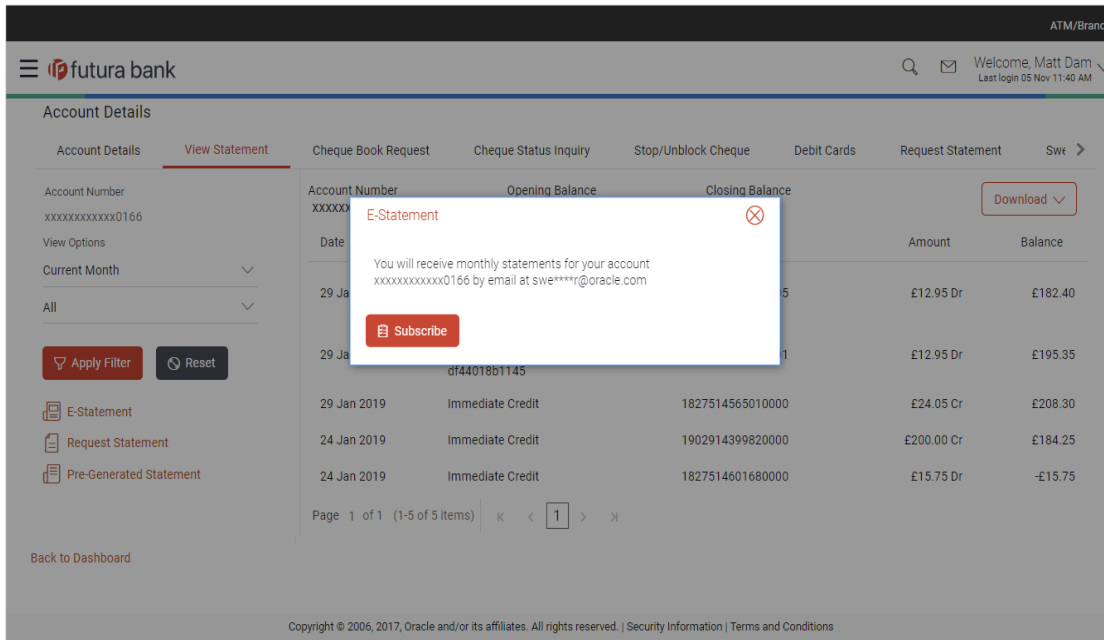 ATM/Branc
futura bank
Welcome, Matt Dam
Last login 05 Nov 11:40 AM
Account Details
Account Details View Statement Cheque Book Request Cheque Status Inquiry Stop/Unblock Cheque Debit Cards Request Statement Swe
Account Number
xxxxxxxxxxxx0166
View Options
Current Month
All
Apply Filter Reset
E-Statement
Request Statement
Pre-Generated Statement
Account Number Opening Balance Closing Balance
xxxxxx
Download
Date Amount Balance
29 Ja 5 £12.95 Dr £182.40
29 Ja 1 £12.95 Dr £195.35
df44018b1145
29 Jan 2019 Immediate Credit 1827514565010000 £24.05 Cr £208.30
24 Jan 2019 Immediate Credit 1902914399820000 £200.00 Cr £184.25
24 Jan 2019 Immediate Credit 1827514601680000 £15.75 Dr -£15.75
Page 1 of 1 (1-5 of 5 items) 1
E-Statement
You will receive monthly statements for your account
xxxxxxxxxxxx0166 by email at swe****r@oracle.com
Subscribe
Back to Dashboard
Copyright © 2006, 2017, Oracle and/or its affiliates. All rights reserved. | Security Information | Terms and Conditions